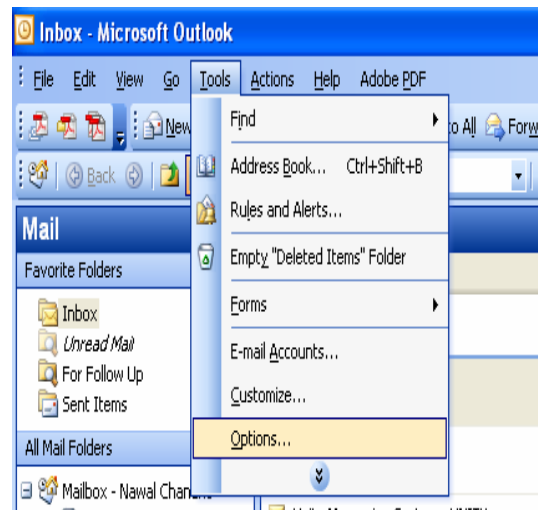 Inbox - Microsoft Outlook
File Edit View Go Tools Actions Help Adobe PDF
New to All Forw
Back
Find
Address Book... Ctrl+Shift+B
Rules and Alerts...
Empty "Deleted Items" Folder
Forms
E-mail Accounts...
Customize...
Options...
Mail
Favorite Folders
Inbox
Unread Mail
For Follow Up
Sent Items
All Mail Folders
Mailbox - Nawal